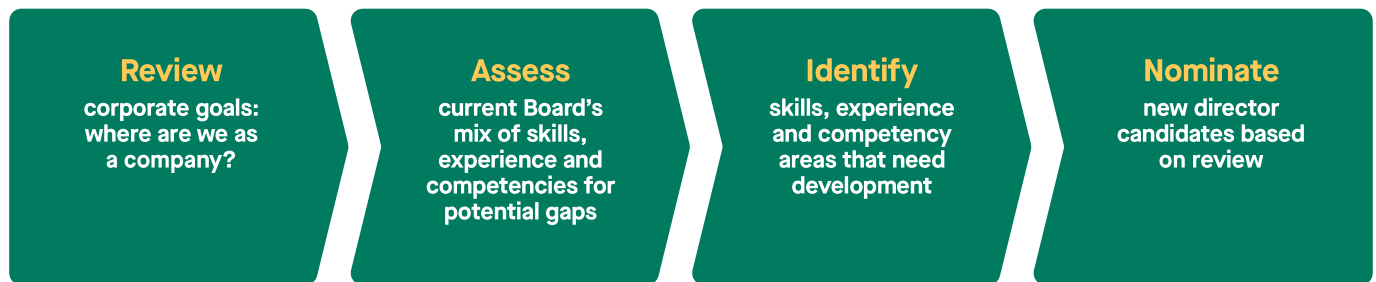 Review
corporate goals:
where are we as
a company?
Assess
current Board’s
mix of skills,
experience and
competencies for
potential gaps
Identify
skills, experience
and competency
areas that need
development
Nominate
new director
candidates based
on review